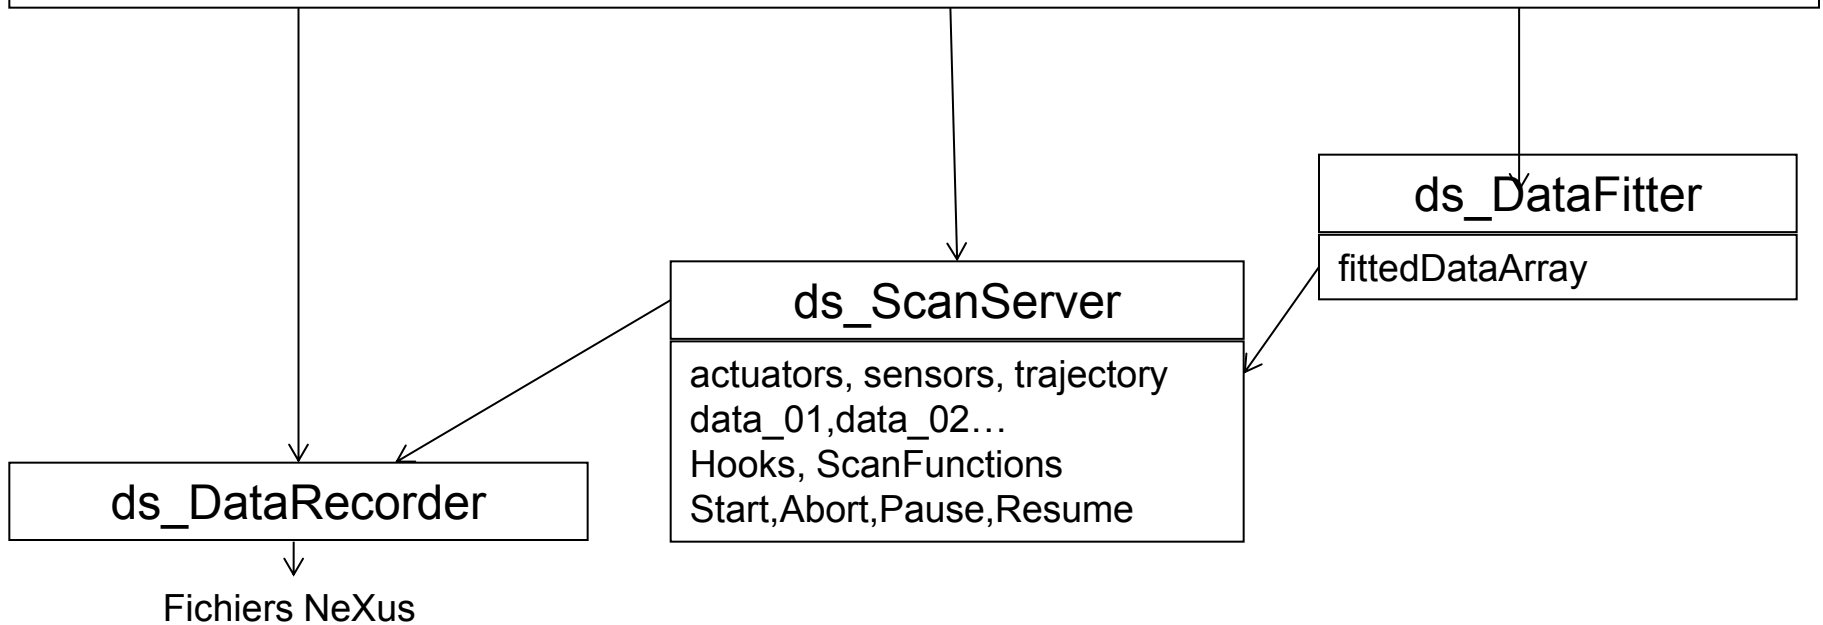 ds_DataFitter
fittedDataArray
ds_ScanServer
actuators, sensors, trajectory
data_01,data_02…
Hooks, ScanFunctions
Start,Abort,Pause,Resume
ds_DataRecorder
Fichiers NeXus